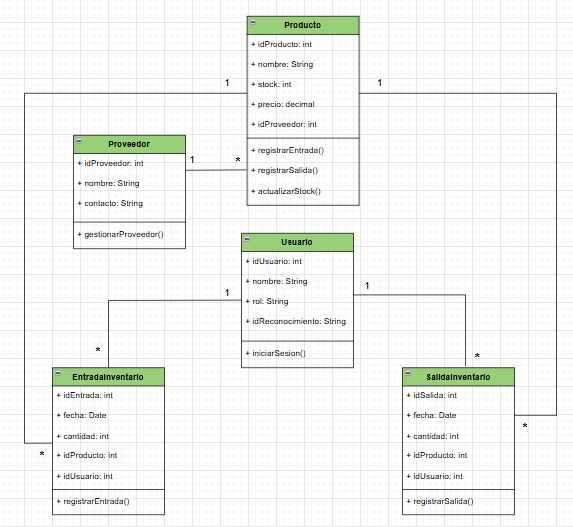 Producto
+ idProducto: int
+ nombre: String
+ stock: int
+ precio: decimal
+ idProveedor: int
+ registrarEntrada()
+ registrarSalida()
+ actualizarStock()
1
1
Proveedor
+ idProveedor: int
+ nombre: String
+ contacto: String
+ gestionarProveedor()
1
*
Usuario
+ idUsuario: int
+ nombre: String
+ rol: String
+ idReconocimiento: String
+ iniciarSesion()
1
1
*
*
EntradaInventario
+ idEntrada: int
+ fecha: Date
+ cantidad: int
+ idProducto: int
+ idUsuario: int
+ registrarEntrada()
*
SalidaInventario
+ idSalida: int
+ fecha: Date
+ cantidad: int
+ idProducto: int
+ idUsuario: int
+ registrarSalida()
*